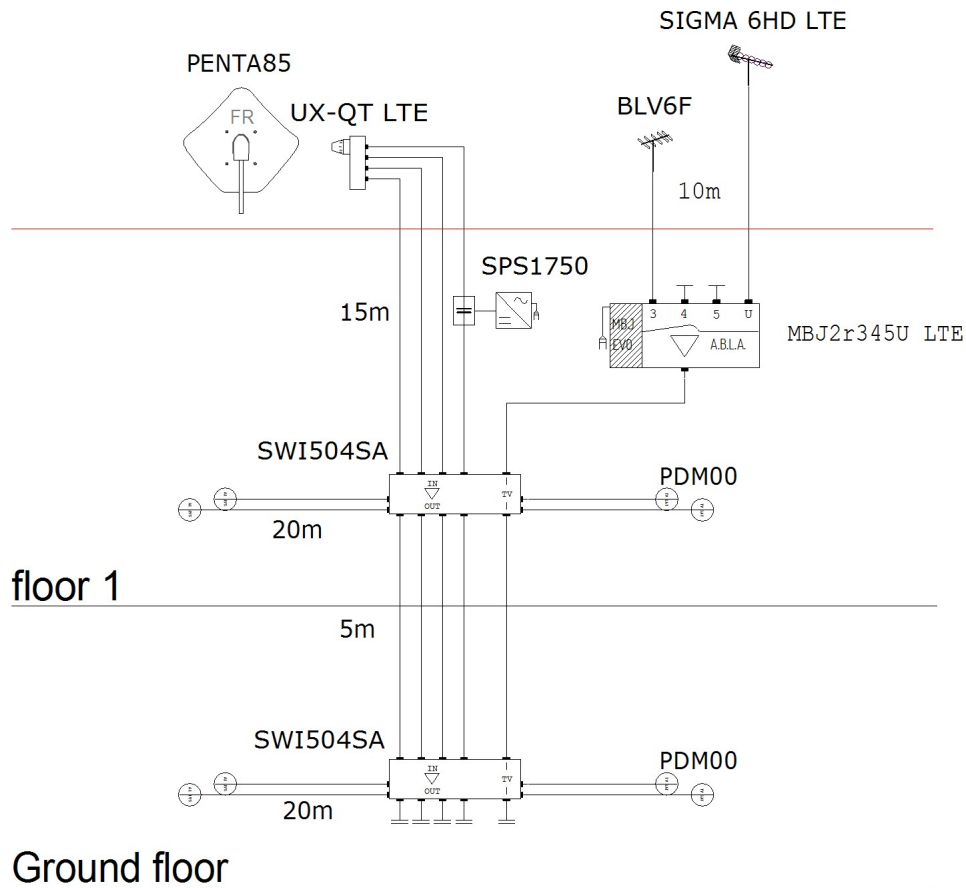 SIGMA 6HD LTE
PENTA85
FR
UX-QT LTE
BLV6F
10m
SPS1750
15m
3 4 5 U
MBJ
EVO
A.B.L.A.
MBJ2r345U LTE
SWI504SA
IN
TV
OUT
PDM00
20m
floor 1
5m
SWI504SA
IN
TV
OUT
PDM00
20m
Ground floor